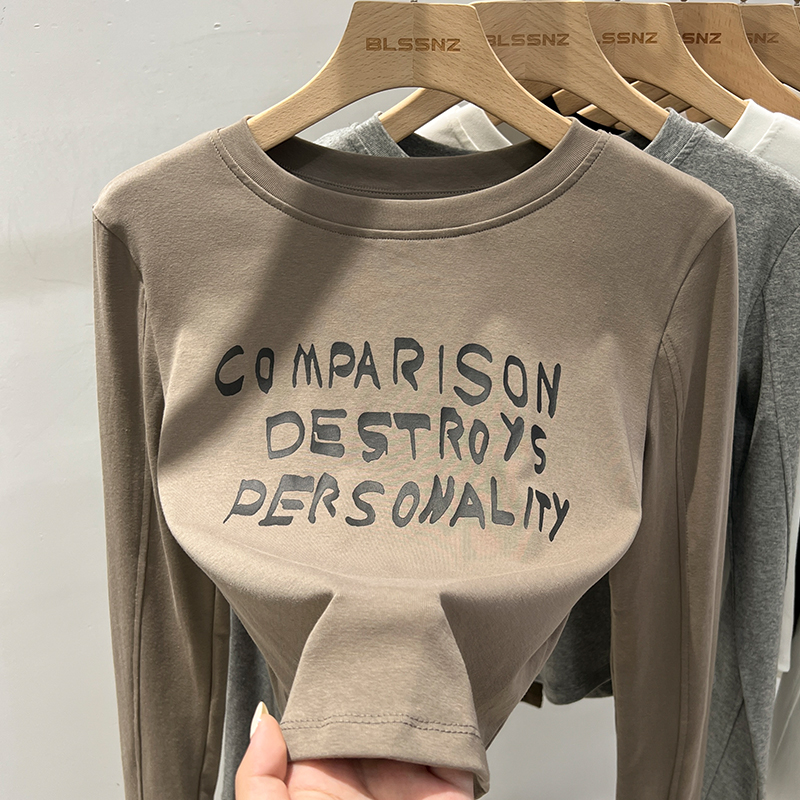 BLSSNZ BLSSNZ SSNZ SNZ NZ
COMPARISON
DESTROYS
PERSONALITY